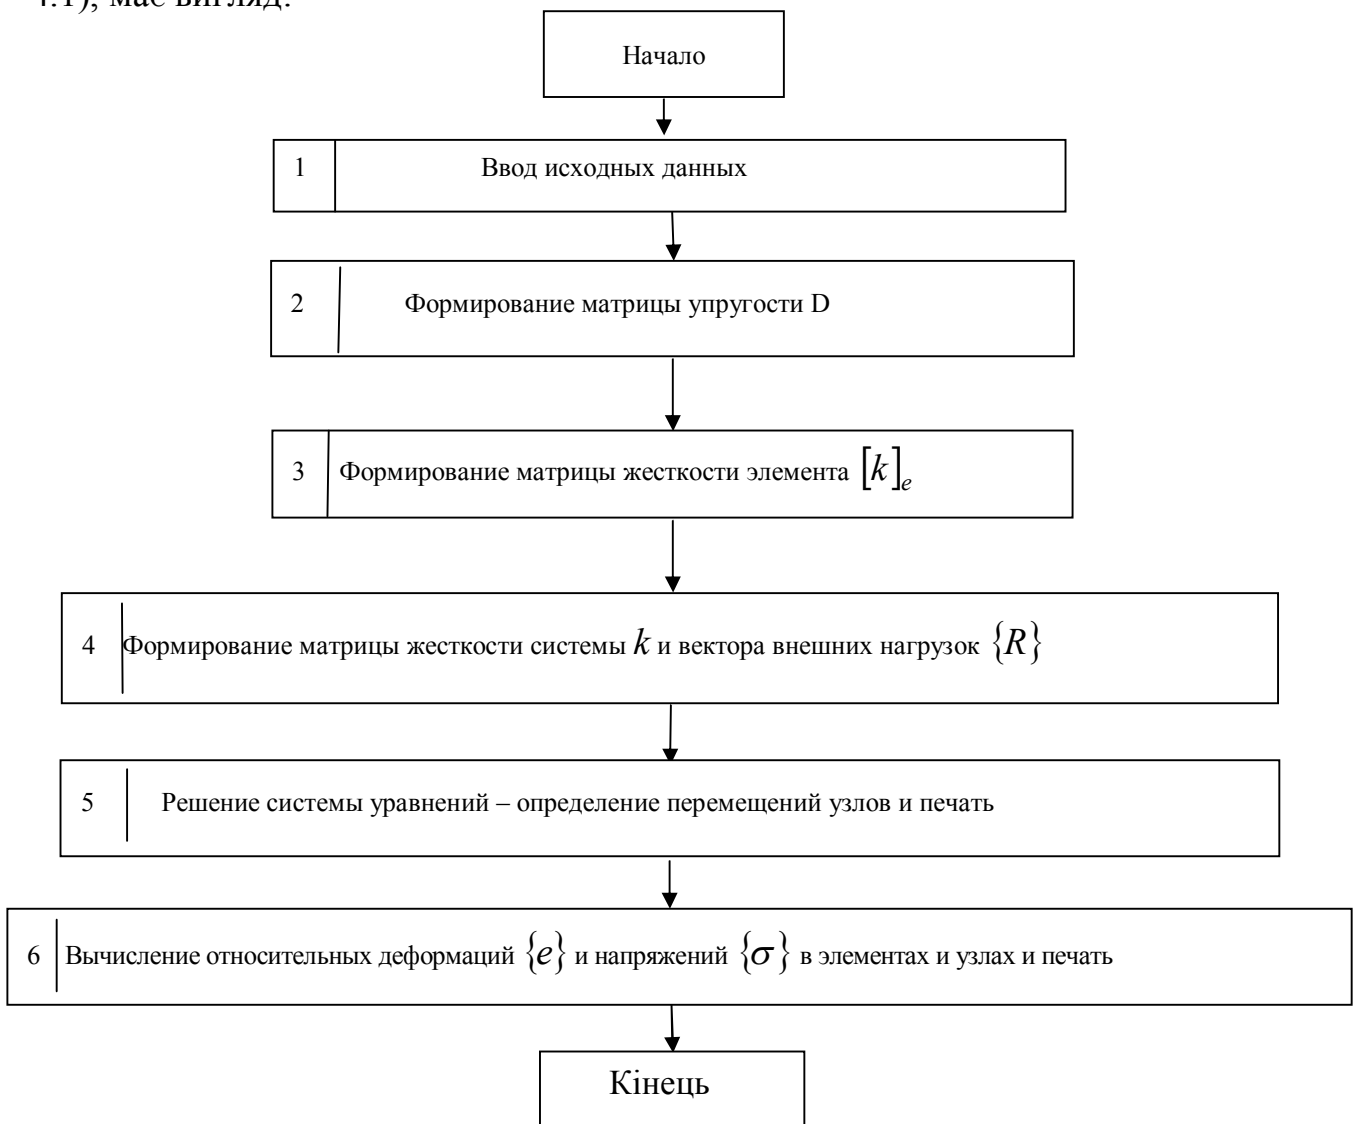 4.1), має вигляд:
Начало
1 Ввод исходных данных
2 Формирование матрицы упругости D
3 Формирование матрицы жесткости элемента [k]e
4 Формирование матрицы жесткости системы k и вектора внешних нагрузок {R}
5 Решение системы уравнений – определение перемещений узлов и печать
6 Вычисление относительных деформаций {e} и напряжений {σ} в элементах и узлах и печать
Кінець